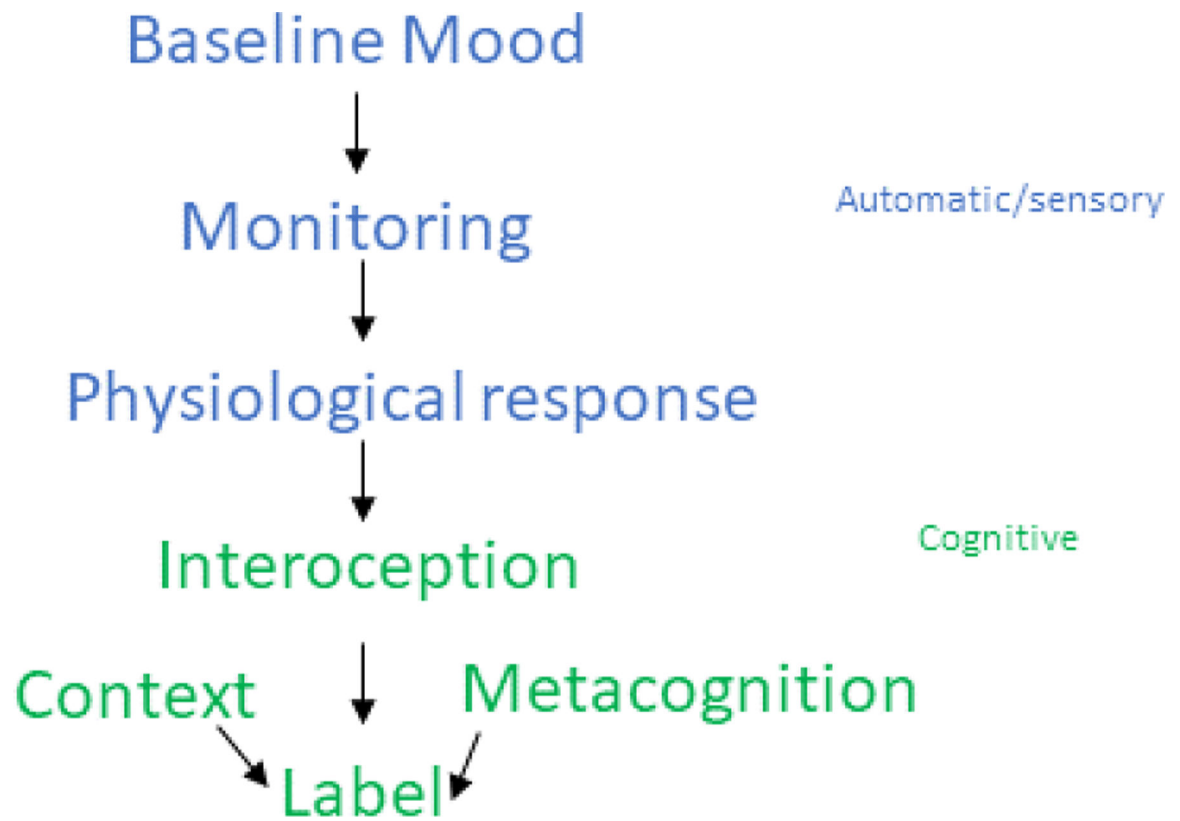 Baseline Mood
Monitoring
Automatic/sensory
Physiological response
Interoception
Cognitive
Context
Metacognition
Label